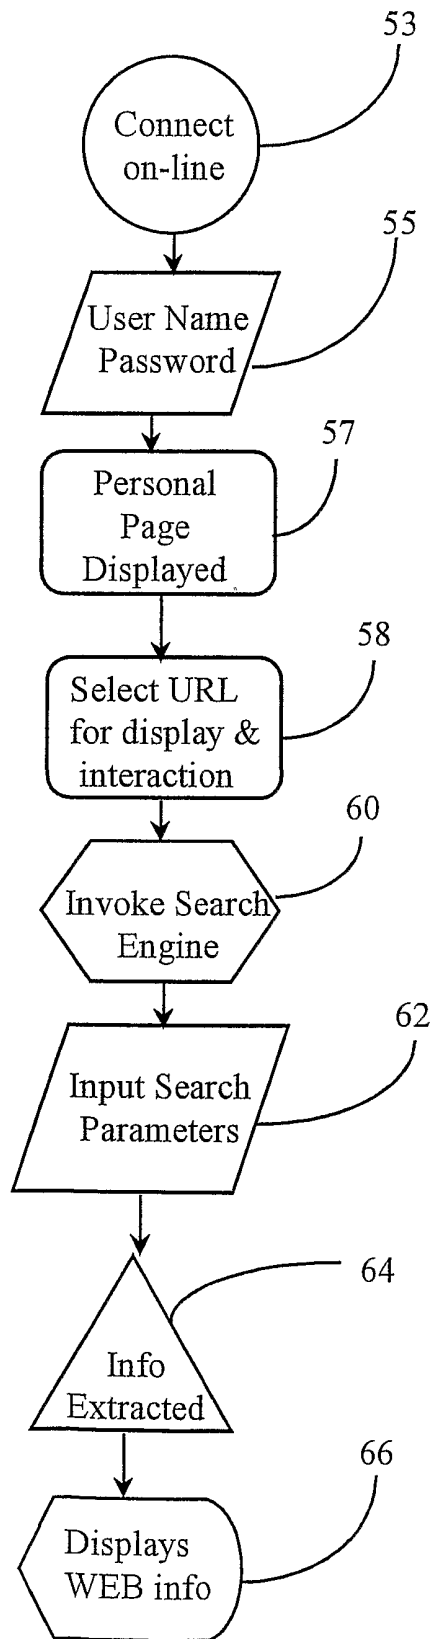 53
Connect
on-line
55
User Name
Password
57
Personal
Page
Displayed
58
Select URL
for display &
interaction
60
Invoke Search
Engine
62
Input Search
Parameters
64
Info
Extracted
66
Displays
WEB info